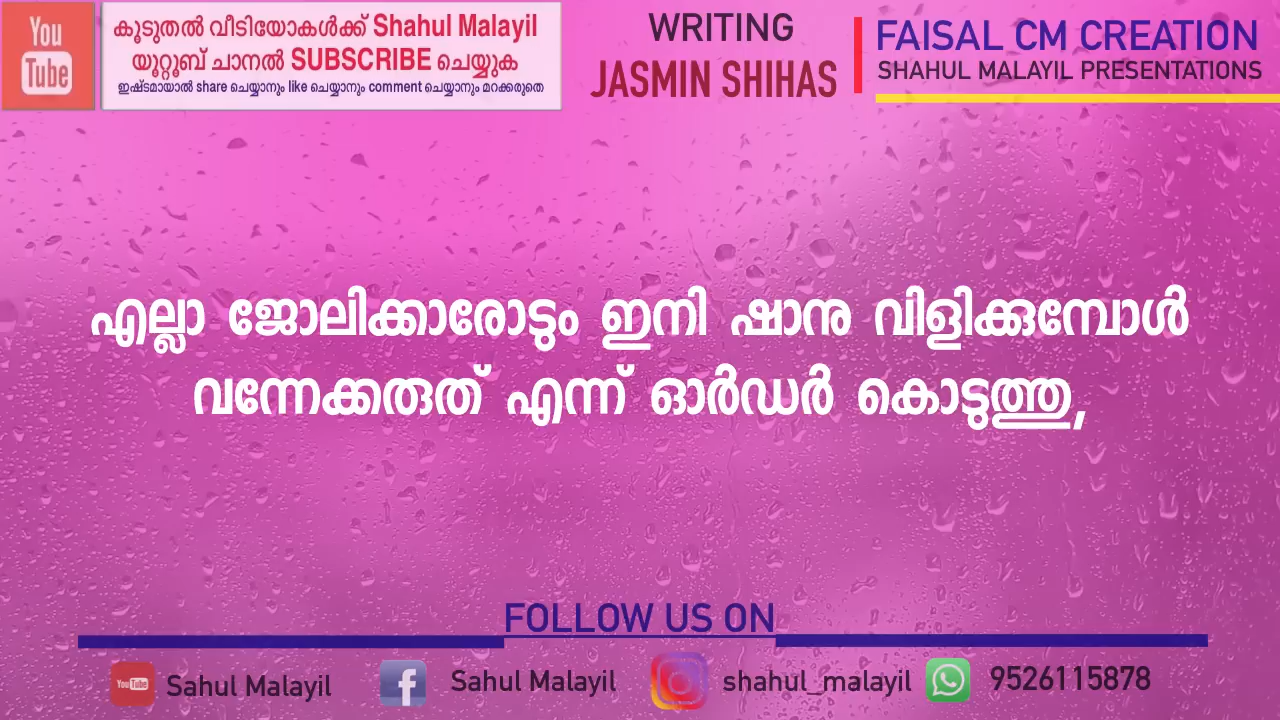 You
Tube
കൂടുതൽ വീടിയോകൾക്ക് Shahul Malayil
യൂറ്റൂബ് ചാനൽ SUBSCRIBE ചെയ്യുക
ഇഷ്ടമായാൽ share ചെയ്യാനും like ചെയ്യാനും comment ചെയ്യാനും മറക്കരുതെ
WRITING
JASMIN SHIHAS
FAISAL CM CREATION
SHAHUL MALAYIL PRESENTATIONS
എല്ലാ ജോലിക്കാരോടും ഇനി ഷാനു വിളിക്കുമ്പോൾ
വന്നേക്കരുത് എന്ന് ഓർഡർ കൊടുത്തു,
FOLLOW US ON
YouTube Sahul Malayil f Sahul Malayil shahul_malayil 9526115878